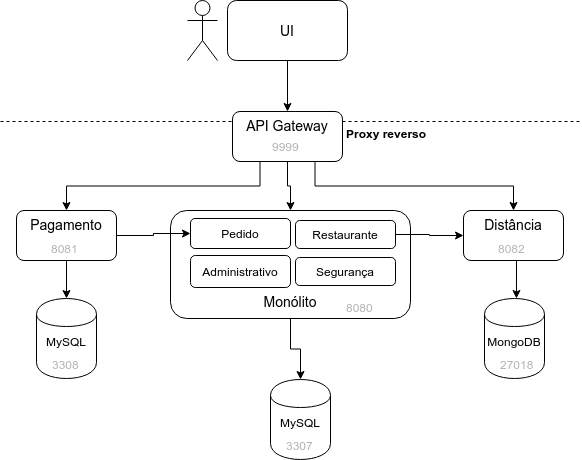 UI
API Gateway
9999
Proxy reverso
Pagamento
8081
Pedido
Restaurante
Administrativo
Segurança
Monólito
8080
Distância
8082
MySQL
3308
MongoDB
27018
MySQL
3307